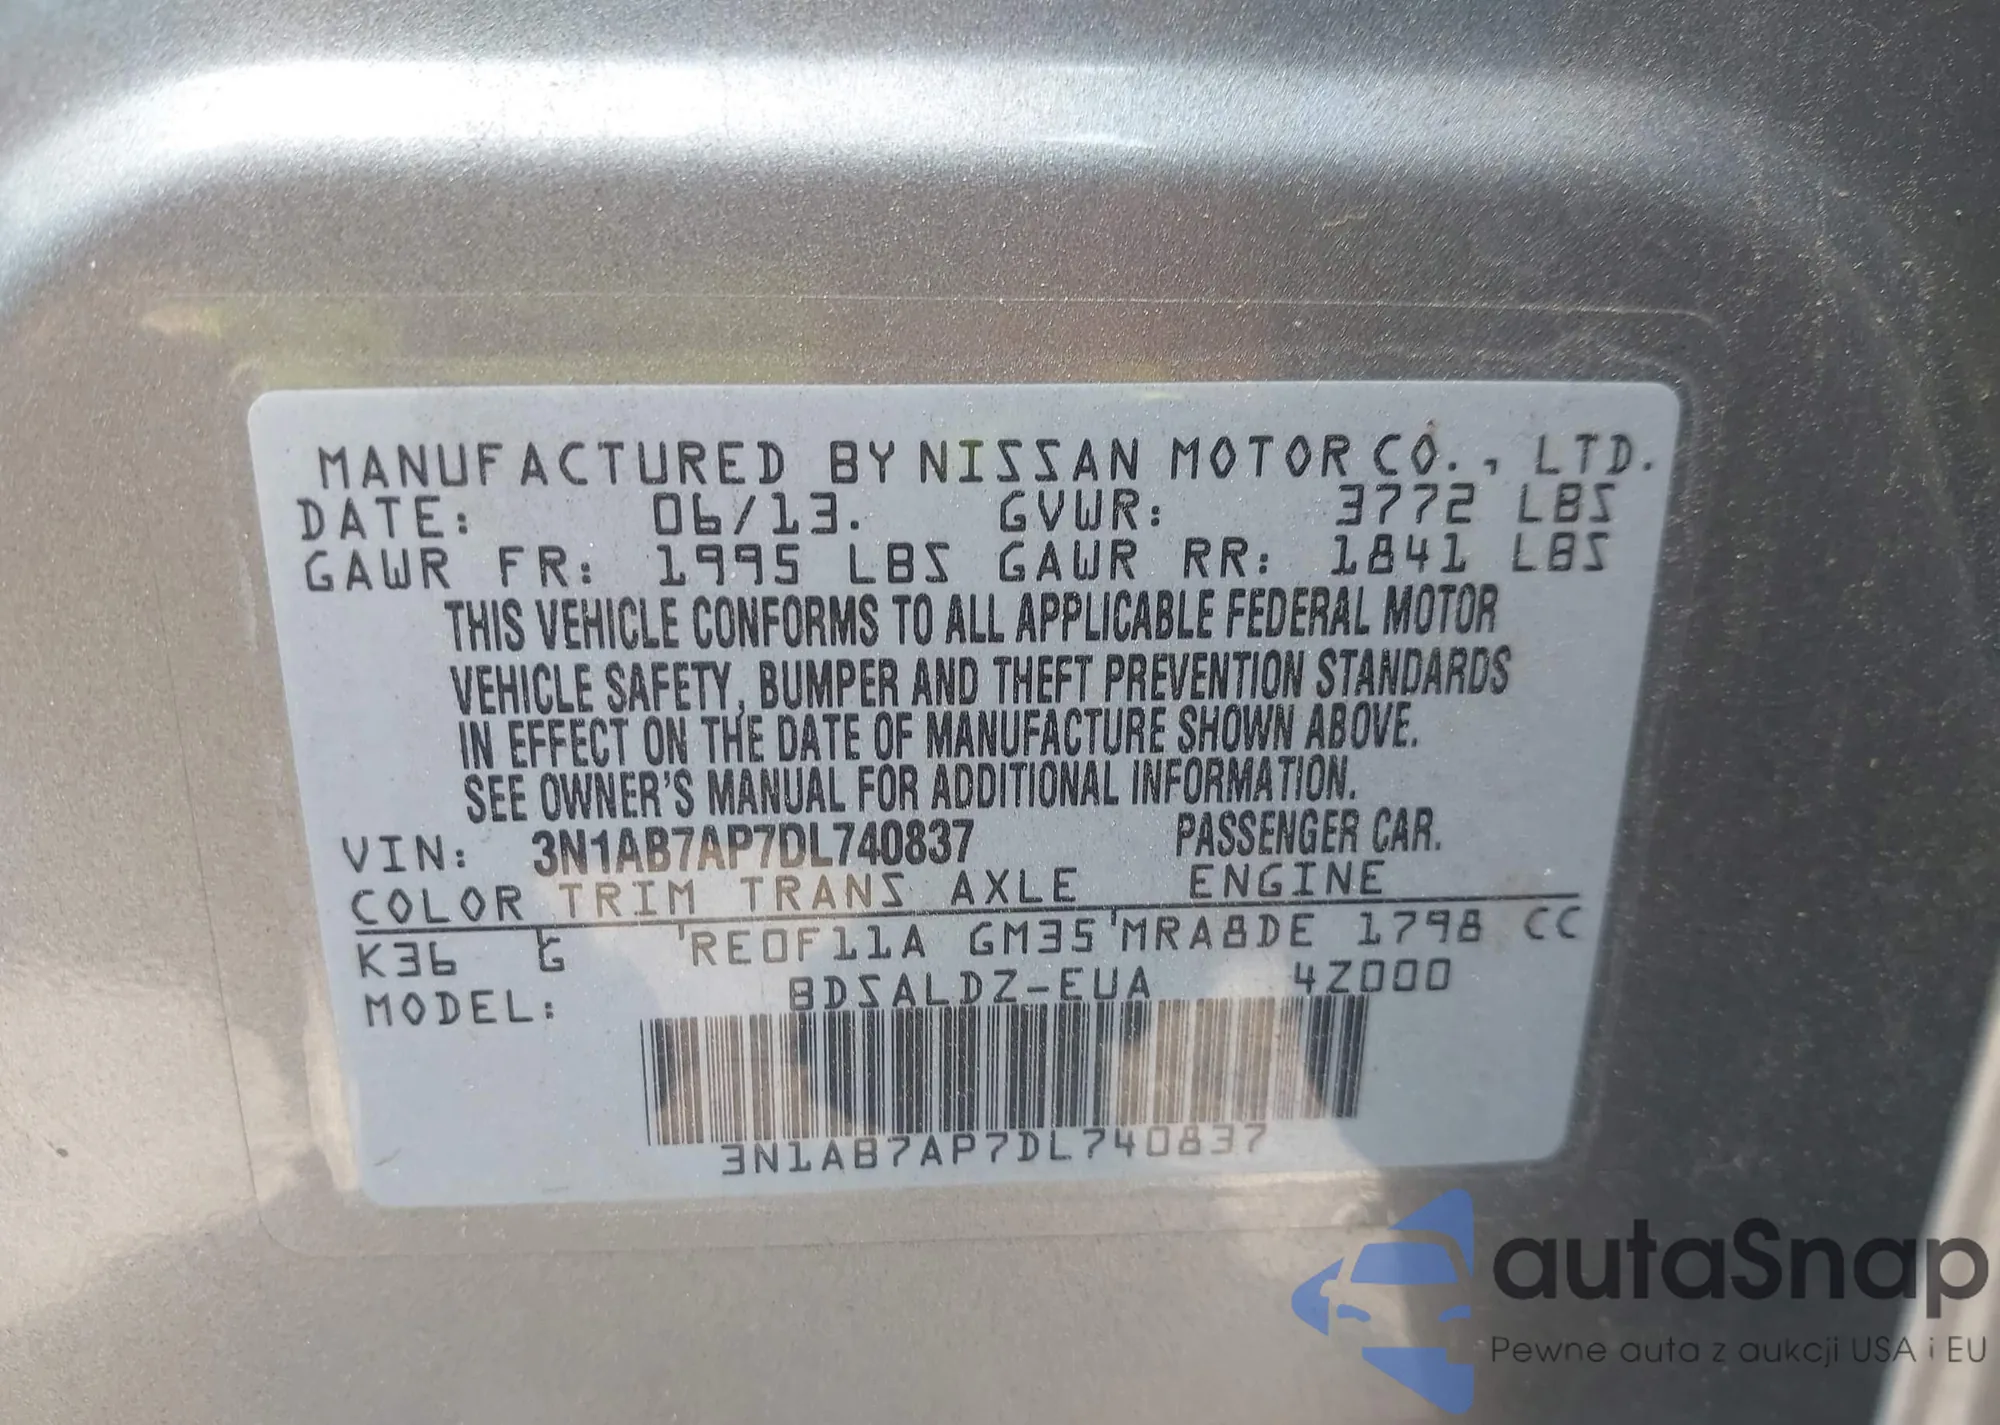 MANUFACTURED BY NISSAN MOTOR CO., LTD.
DATE: 06/13. GVWR: 3772 LBS
GAWR FR: 1995 LBS GAWR RR: 1841 LBS
THIS VEHICLE CONFORMS TO ALL APPLICABLE FEDERAL MOTOR
VEHICLE SAFETY, BUMPER AND THEFT PREVENTION STANDARDS
IN EFFECT ON THE DATE OF MANUFACTURE SHOWN ABOVE.
SEE OWNER'S MANUAL FOR ADDITIONAL INFORMATION.
VIN: 3N1AB7AP7DL740837 PASSENGER CAR.
COLOR TRIM TRANS AXLE ENGINE
K36 G 'RE0F11A GM35'MRA8DE 1798 CC
MODEL: BDSALDZ-EUA 4Z000
3N1AB7AP7DL740837
autaSnap
Pewne auta z aukcji USA i EU